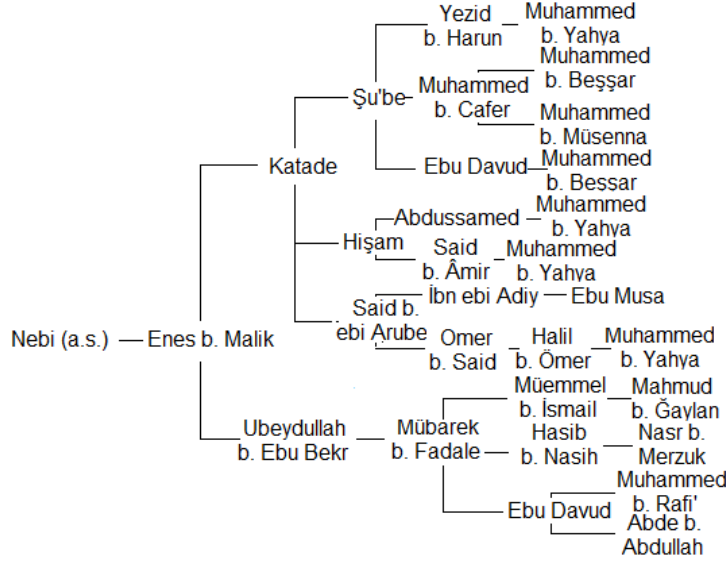 Yezid
b. Harun
Muhammed
b. Yahya
Şu'be
Muhammed
b. Cafer
Muhammed
b. Beşşar
Muhammed
b. Müsenna
Ebu Davud
Muhammed
b. Bessar
Katade
Hişam
Abdussamed
Muhammed
b. Yahya
Said
b. Âmir
Muhammed
b. Yahya
Said b.
ebi Arube
İbn ebi Adiy
Ebu Musa
Omer
b. Said
Halil
b. Ömer
Muhammed
b. Yahya
Nebi (a.s.)
Enes b. Malik
Ubeydullah
b. Ebu Bekr
Mübarek
b. Fadale
Müemmel
b. İsmail
Mahmud
b. Ğaylan
Hasib
b. Nasih
Nasr b.
Merzuk
Ebu Davud
Muhammed
b. Rafi'
Abde b.
Abdullah